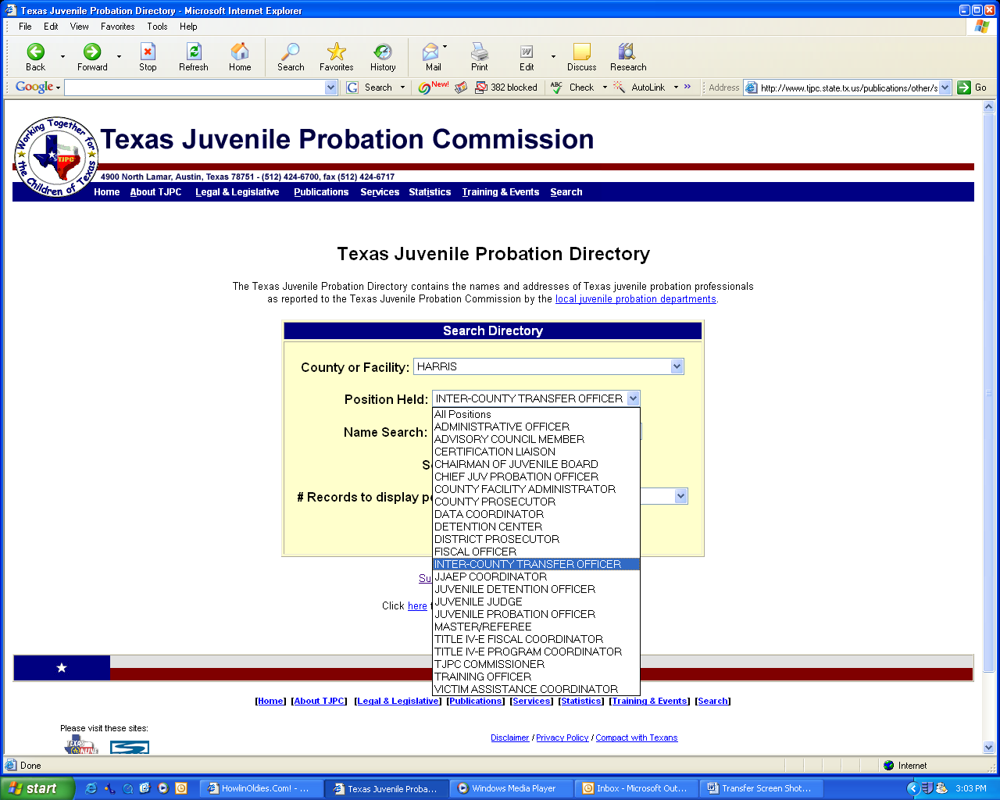 Texas Juvenile Probation Directory - Microsoft Internet Explorer
File Edit View Favorites Tools Help
Back Forward Stop Refresh Home Search Favorites History Mail Print Edit Discuss Research
Google Search New! 382 blocked ABC Check AutoLink » Address http://www.tjpc.state.tx.us/publications/other/s Go
Working Together for the Children of Texas
TJPC
Texas Juvenile Probation Commission
4900 North Lamar, Austin, Texas 78751 - (512) 424-6700, fax (512) 424-6717
Home About TJPC Legal & Legislative Publications Services Statistics Training & Events Search
Texas Juvenile Probation Directory
The Texas Juvenile Probation Directory contains the names and addresses of Texas juvenile probation professionals
as reported to the Texas Juvenile Probation Commission by the local juvenile probation departments.
Search Directory
County or Facility: HARRIS
Position Held: INTER-COUNTY TRANSFER OFFICER
All Positions
ADMINISTRATIVE OFFICER
Name Search:
ADVISORY COUNCIL MEMBER
CERTIFICATION LIAISON
S
CHAIRMAN OF JUVENILE BOARD
CHIEF JUV PROBATION OFFICER
COUNTY FACILITY ADMINISTRATOR
# Records to display pe
COUNTY PROSECUTOR
DATA COORDINATOR
DETENTION CENTER
DISTRICT PROSECUTOR
FISCAL OFFICER
INTER-COUNTY TRANSFER OFFICER
Su
JJAEP COORDINATOR
JUVENILE DETENTION OFFICER
JUVENILE JUDGE
Click here
JUVENILE PROBATION OFFICER
MASTER/REFEREE
TITLE IV-E FISCAL COORDINATOR
TITLE IV-E PROGRAM COORDINATOR
TJPC COMMISSIONER
TRAINING OFFICER
VICTIM ASSISTANCE COORDINATOR
[Home] [About TJPC] [Legal & Legislative] [Publications] [Services] [Statistics] [Training & Events] [Search]
Please visit these sites:
Disclaimer / Privacy Policy / Compact with Texans
Done Internet
start HowlinOldies.Com! - ... Texas Juvenile Proba... Windows Media Player Inbox - Microsoft Out... Transfer Screen Shot... 3:03 PM